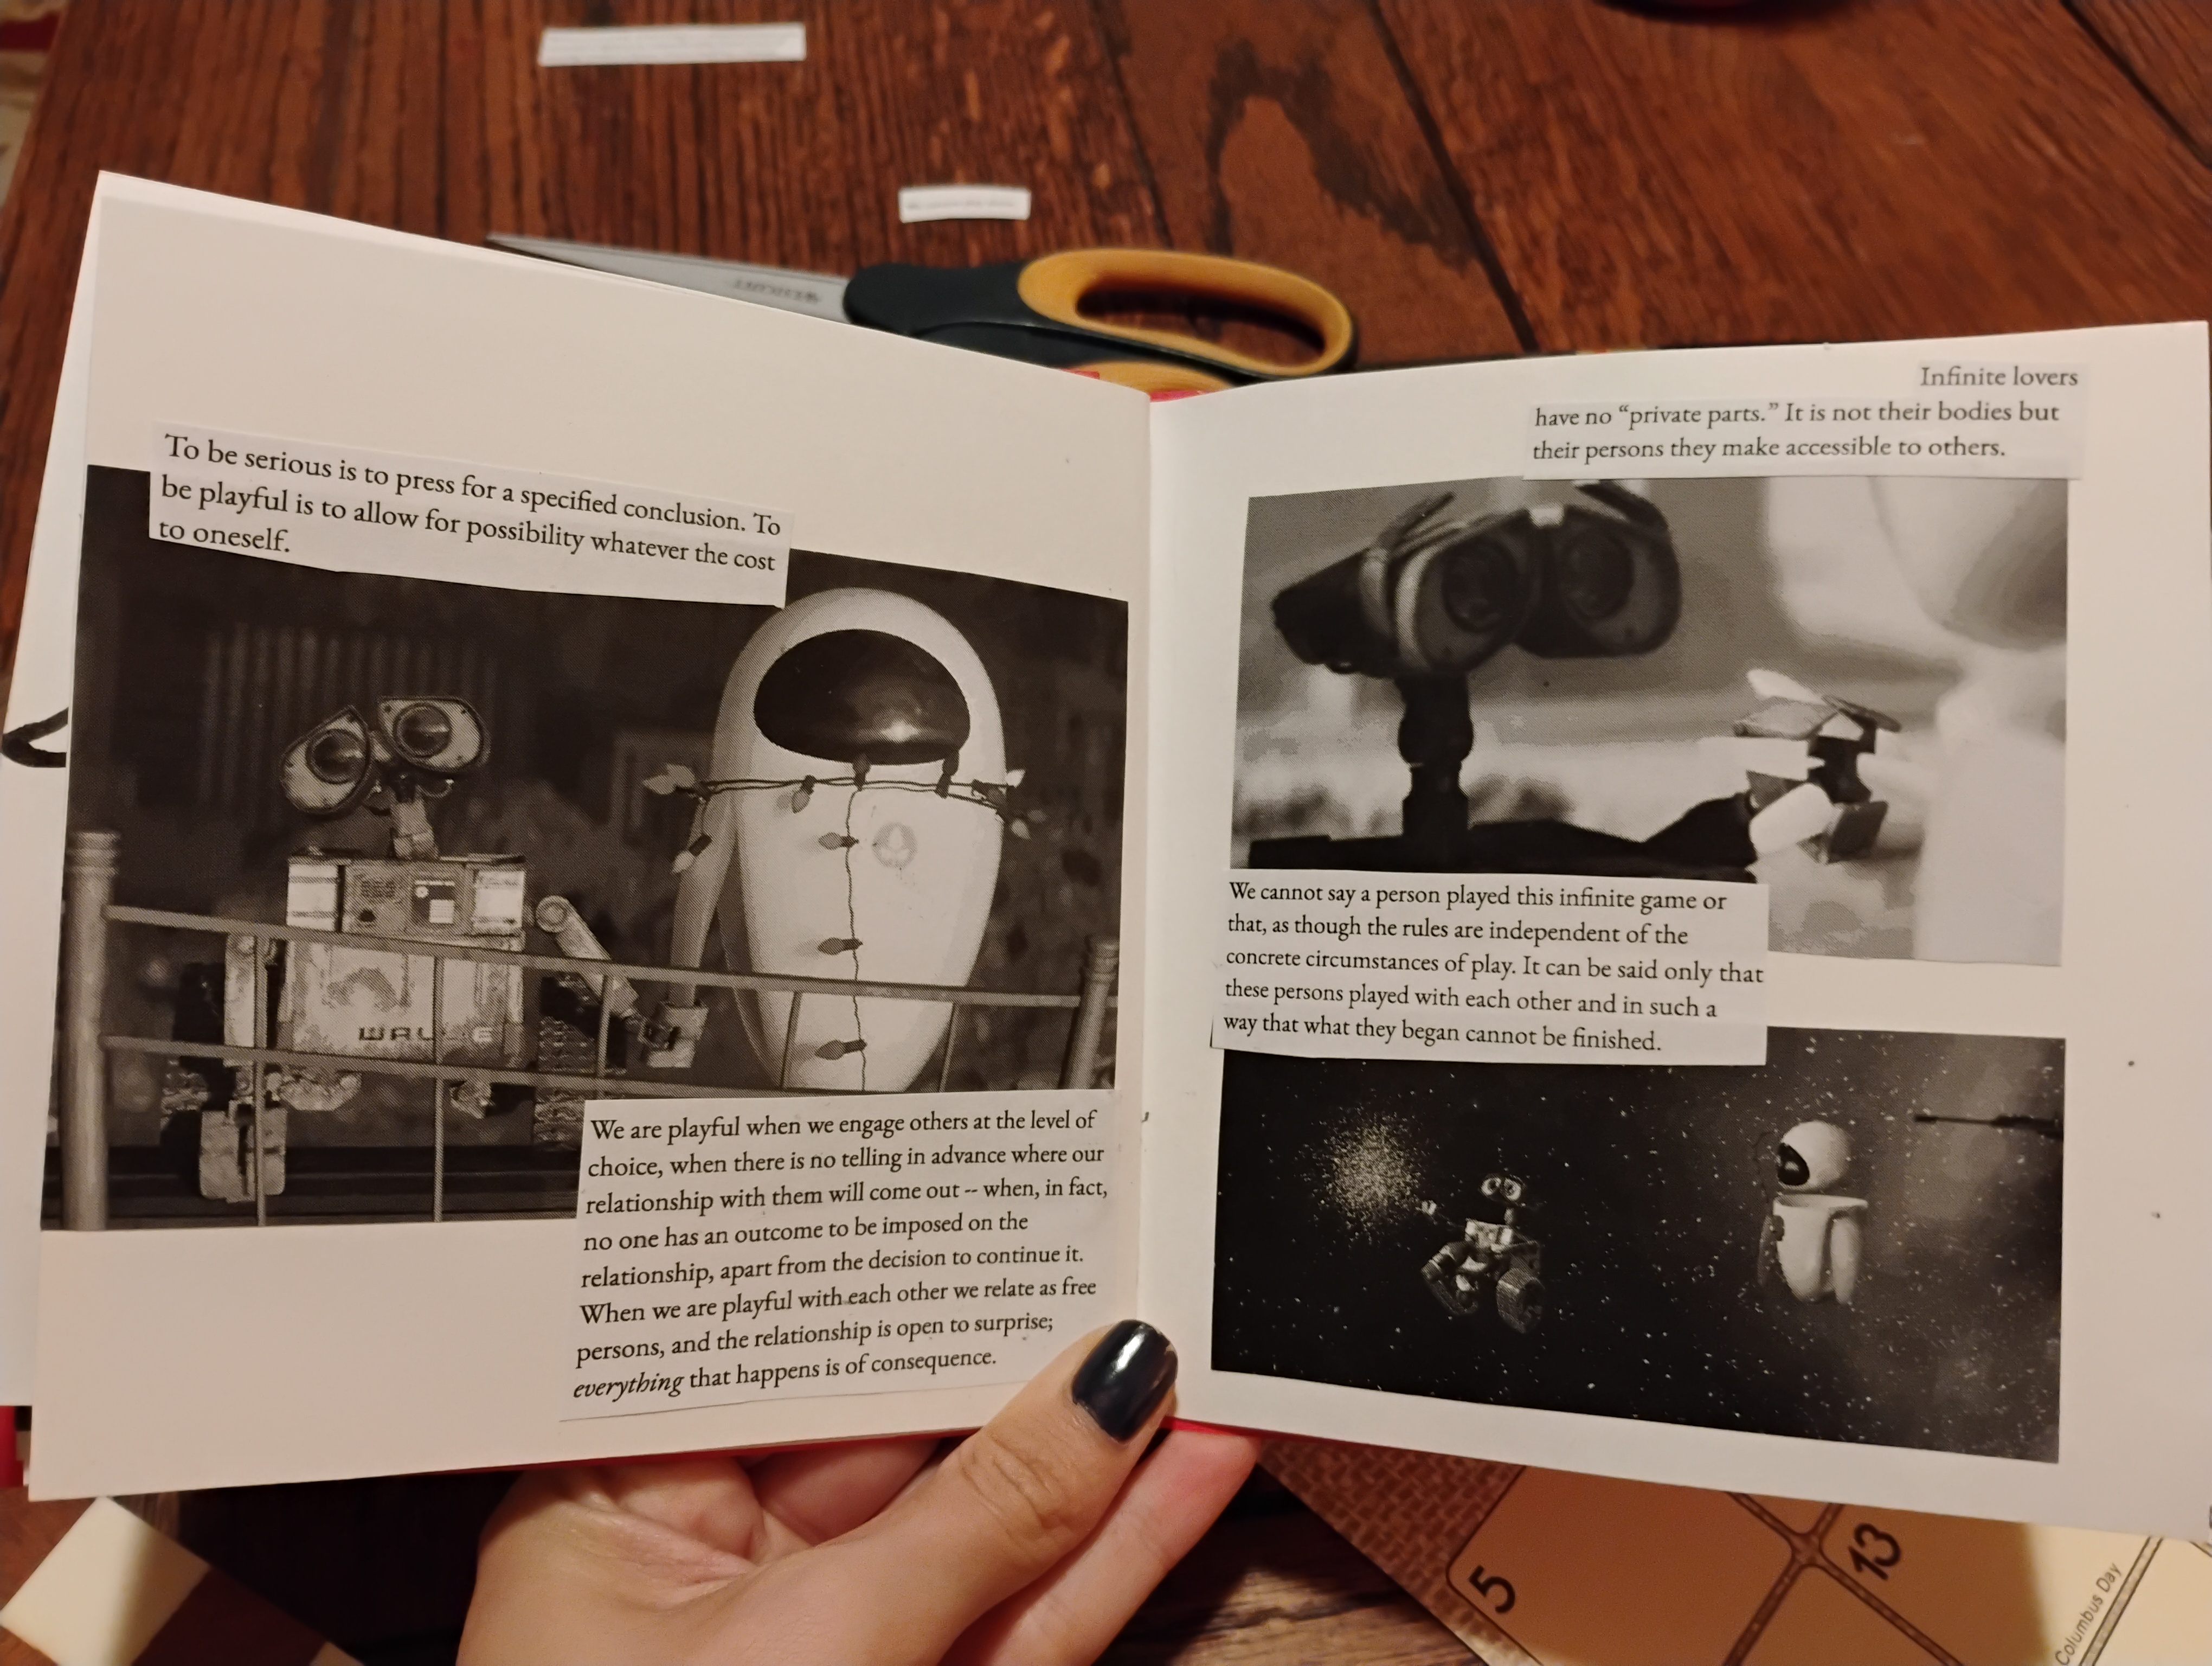 To be serious is to press for a specified conclusion. To
be playful is to allow for possibility whatever the cost
to oneself.
WALL E
We are playful when we engage others at the level of
choice, when there is no telling in advance where our
relationship with them will come out -- when, in fact,
no one has an outcome to be imposed on the
relationship, apart from the decision to continue it.
When we are playful with each other we relate as free
persons, and the relationship is open to surprise;
everything that happens is of consequence.
Infinite lovers
have no “private parts.” It is not their bodies but
their persons they make accessible to others.
We cannot say a person played this infinite game or
that, as though the rules are independent of the
concrete circumstances of play. It can be said only that
these persons played with each other and in such a
way that what they began cannot be finished.
5
13
Columbus Day